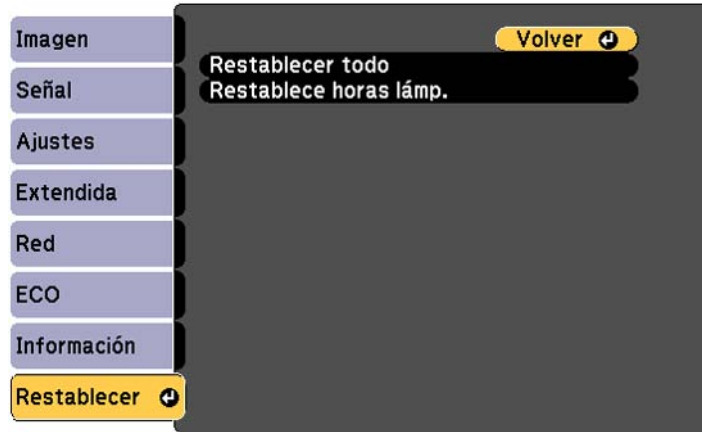 Imagen
Señal
Ajustes
Extendida
Red
ECO
Información
Restablecer
Volver
Restablecer todo
Restablece horas lámp.